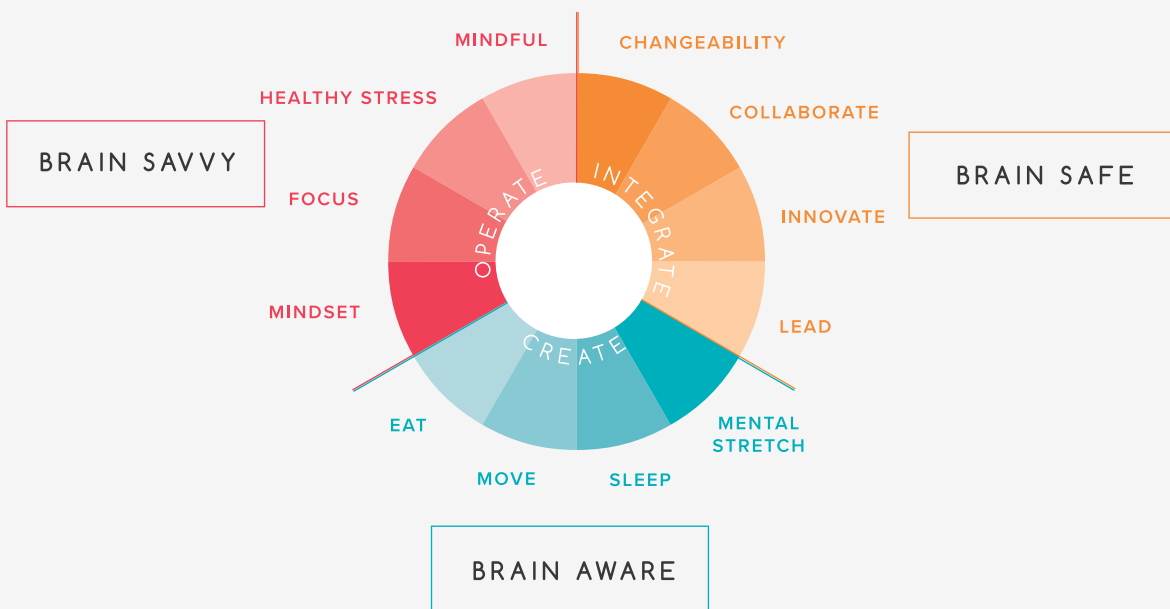 MINDFUL
CHANGEABILITY
HEALTHY STRESS
COLLABORATE
BRAIN SAVVY
BRAIN SAFE
FOCUS
INNOVATE
OPERATE
INTEGRATE
MINDSET
LEAD
CREATE
EAT
MENTAL
STRETCH
MOVE
SLEEP
BRAIN AWARE